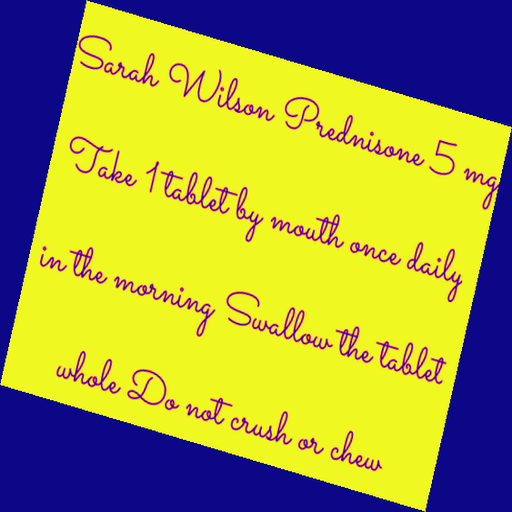 Sarah Wilson Prednisone 5 mg
Take 1 tablet by mouth once daily
in the morning Swallow the tablet
whole Do not crush or chew